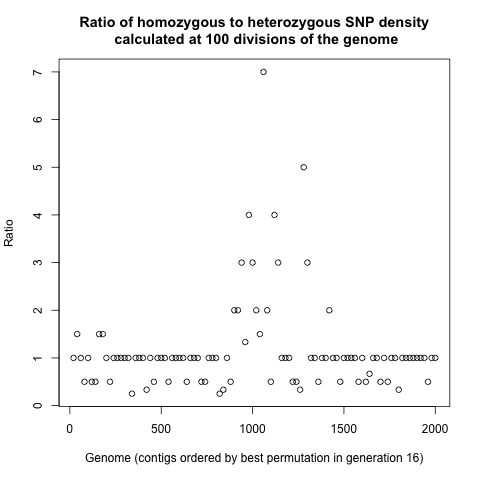 Ratio of homozygous to heterozygous SNP density
calculated at 100 divisions of the genome
7
6
5
4
3
2
1
0
Ratio
0 500 1000 1500 2000
Genome (contigs ordered by best permutation in generation 16)